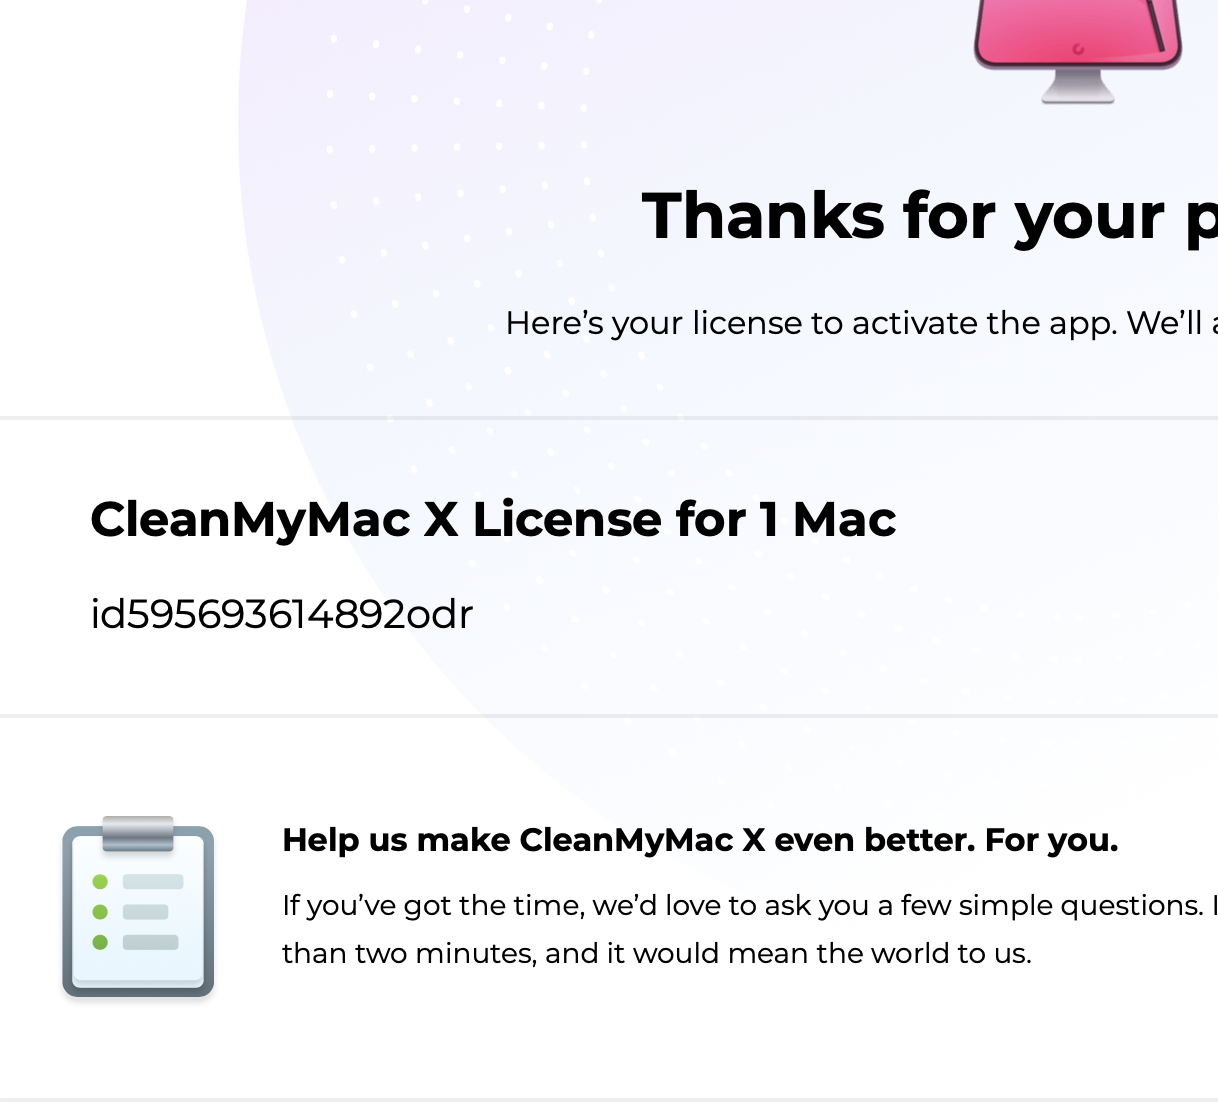 Thanks for your p
Here’s your license to activate the app. We’ll a
CleanMyMac X License for 1 Mac
id595693614892odr
Help us make CleanMyMac X even better. For you.
If you’ve got the time, we’d love to ask you a few simple questions. I
than two minutes, and it would mean the world to us.